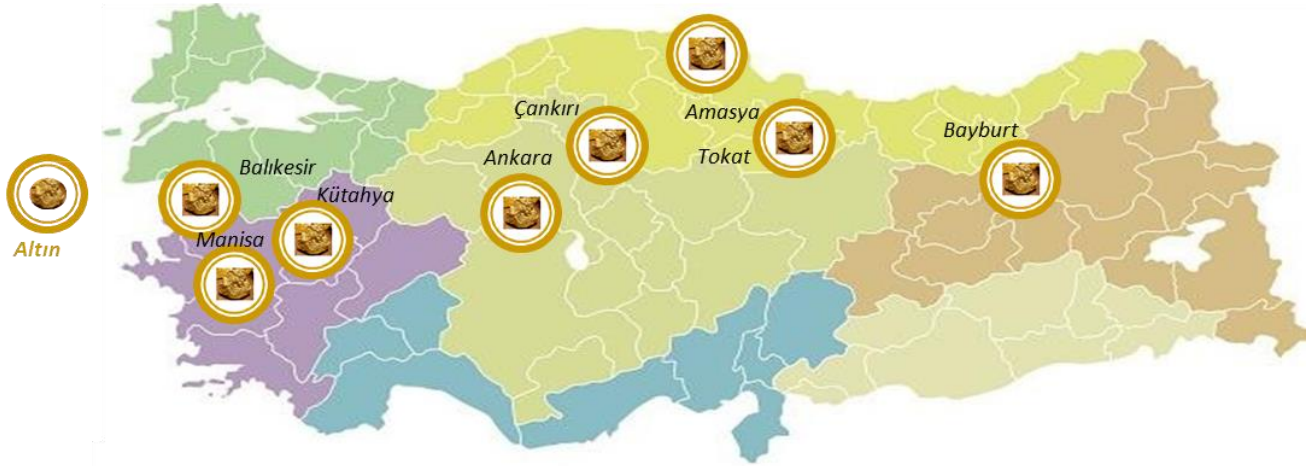 Çankırı
Amasya
Bayburt
Ankara
Tokat
Balıkesir
Kütahya
Manisa
Altın